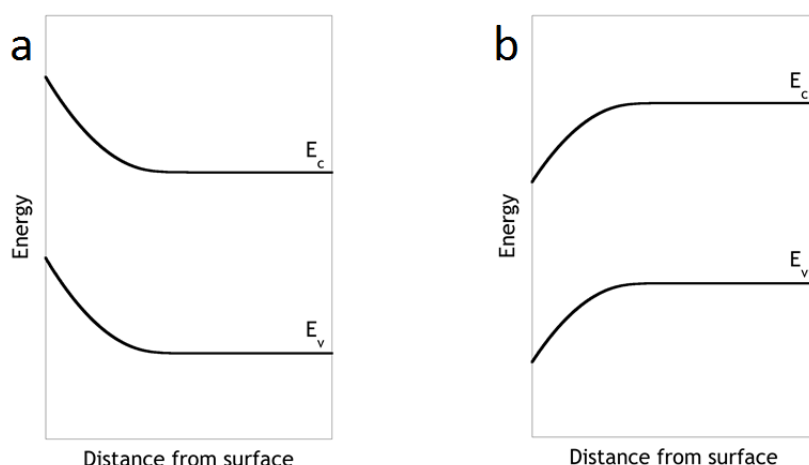 a
E_c
E_v
Energy
Distance from surface
b
E_c
E_v
Energy
Distance from surface